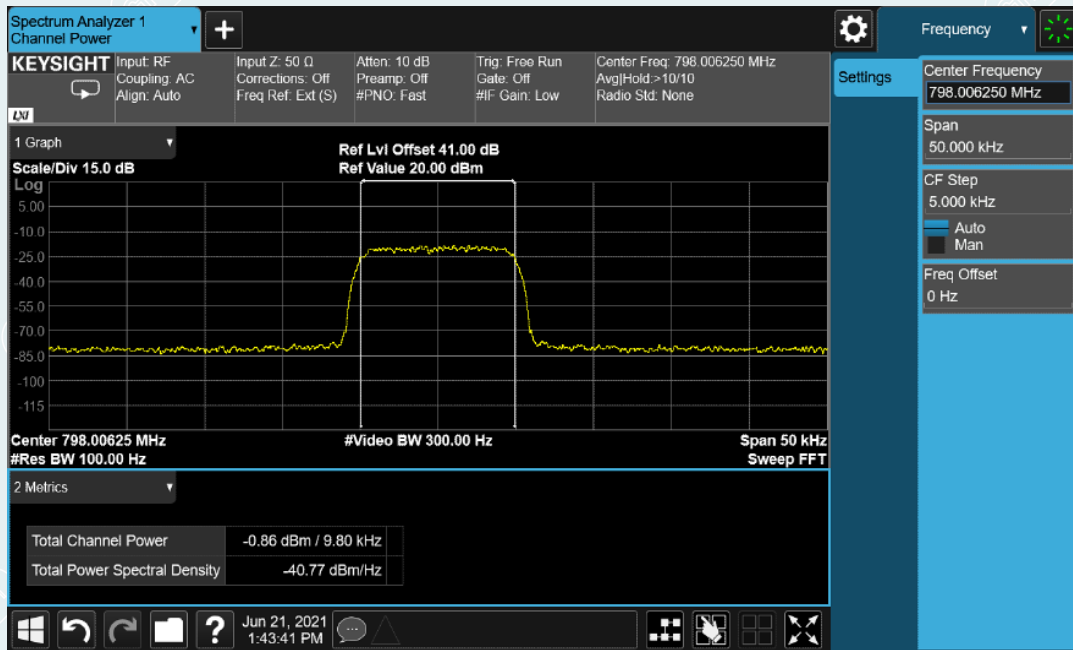 Spectrum Analyzer 1
Channel Power
Frequency
KEYSIGHT
Input: RF
Coupling: AC
Align: Auto
Input Z: 50 Ω
Corrections: Off
Freq Ref: Ext (S)
Atten: 10 dB
Preamp: Off
#PNO: Fast
Trig: Free Run
Gate: Off
#IF Gain: Low
Center Freq: 798.006250 MHz
Avg|Hold:>10/10
Radio Std: None
LXI
Settings
Center Frequency
798.006250 MHz
Span
50.000 kHz
CF Step
5.000 kHz
Auto
Man
Freq Offset
0 Hz
1 Graph
Scale/Div 15.0 dB
Ref Lvl Offset 41.00 dB
Ref Value 20.00 dBm
Log
5.00
-10.0
-25.0
-40.0
-55.0
-70.0
-85.0
-100
-115
Center 798.00625 MHz
#Video BW 300.00 Hz
Span 50 kHz
#Res BW 100.00 Hz
Sweep FFT
2 Metrics
Total Channel Power
-0.86 dBm / 9.80 kHz
Total Power Spectral Density
-40.77 dBm/Hz
?
Jun 21, 2021
1:43:41 PM